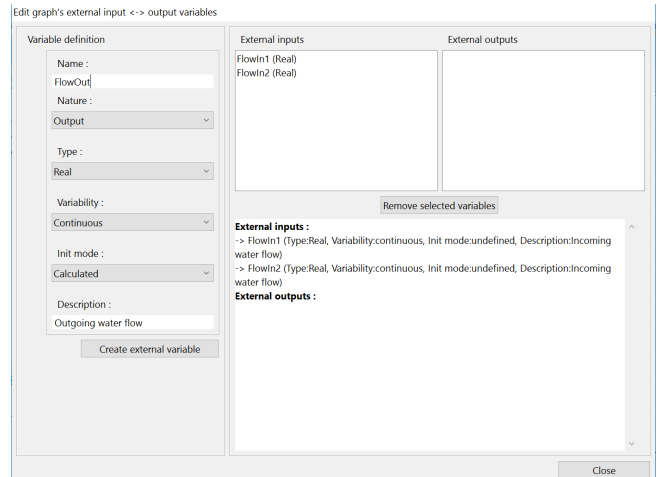 Edit graph's external input <-> output variables
Variable definition
Name :
FlowOut
Nature :
Output
Type :
Real
Variability :
Continuous
Init mode :
Calculated
Description :
Outgoing water flow
Create external variable
External inputs
External outputs
FlowIn1 (Real)
FlowIn2 (Real)
Remove selected variables
External inputs :
-> FlowIn1 (Type:Real, Variability:continuous, Init mode:undefined, Description:Incoming
water flow)
-> FlowIn2 (Type:Real, Variability:continuous, Init mode:undefined, Description:Incoming
water flow)
External outputs :
Close